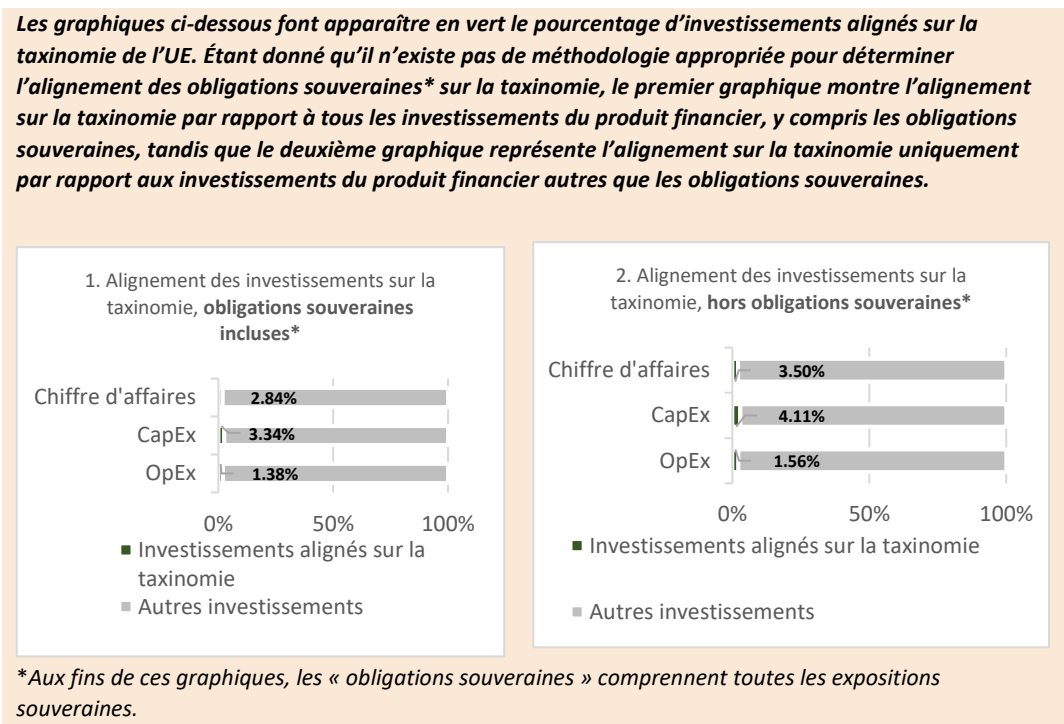 Les graphiques ci-dessous font apparaître en vert le pourcentage d’investissements alignés sur la
taxinomie de l’UE. Étant donné qu’il n’existe pas de méthodologie appropriée pour déterminer
l’alignement des obligations souveraines* sur la taxinomie, le premier graphique montre l’alignement
sur la taxinomie par rapport à tous les investissements du produit financier, y compris les obligations
souveraines, tandis que le deuxième graphique représente l’alignement sur la taxinomie uniquement
par rapport aux investissements du produit financier autres que les obligations souveraines.
1. Alignement des investissements sur la
taxinomie, obligations souveraines
incluses*
Chiffre d'affaires 2.84%
CapEx 3.34%
OpEx 1.38%
0% 50% 100%
Investissements alignés sur la
taxinomie
Autres investissements
2. Alignement des investissements sur la
taxinomie, hors obligations souveraines*
Chiffre d'affaires 3.50%
CapEx 4.11%
OpEx 1.56%
0% 50% 100%
Investissements alignés sur la taxinomie
Autres investissements
*Aux fins de ces graphiques, les « obligations souveraines » comprennent toutes les expositions
souveraines.